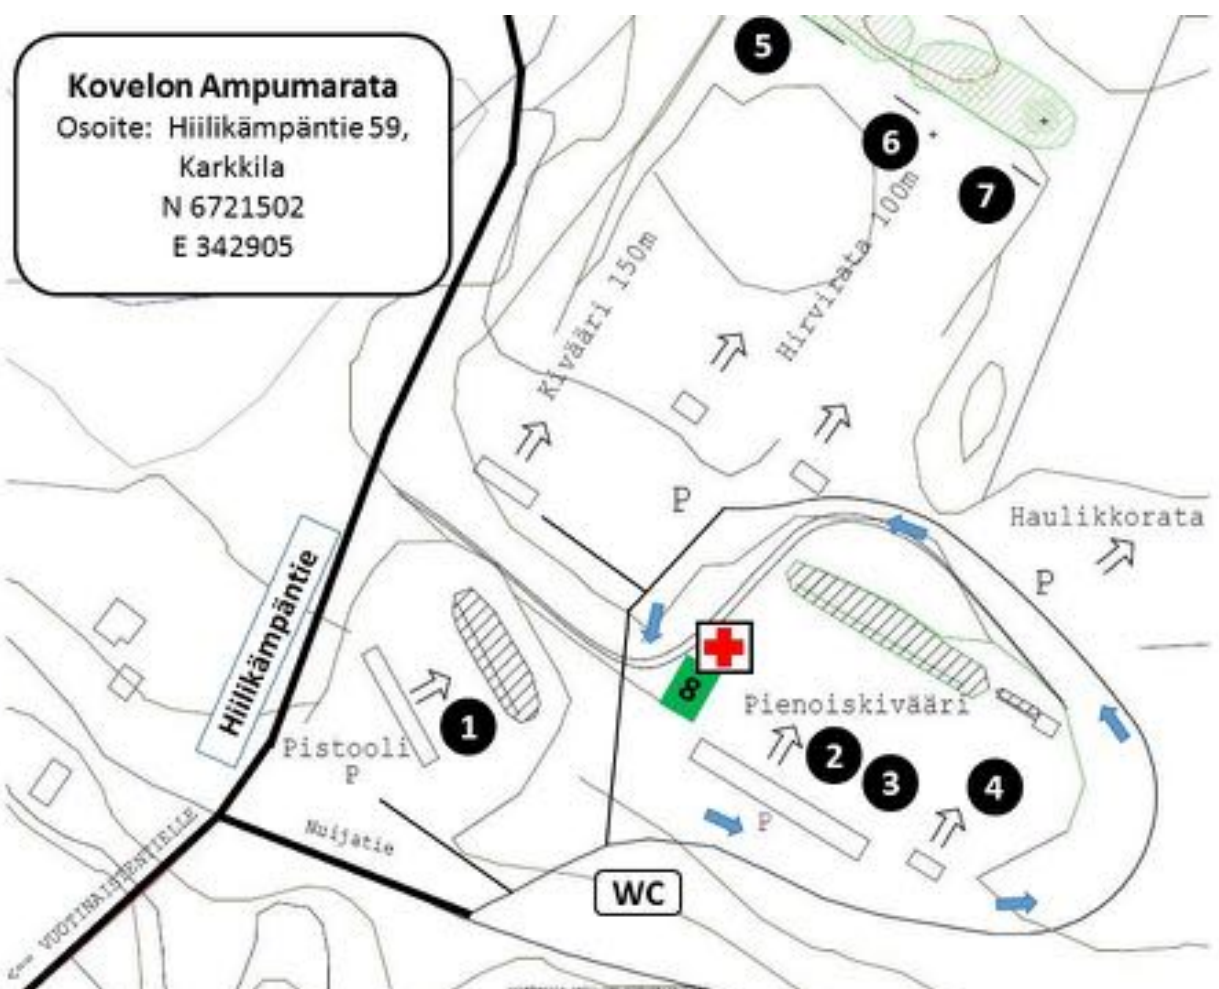 Kovelon Ampumarata
Osoite: Hiilikämpäntie 59,
Karkkila
N 6721502
E 342905
5
6
7
Kivääri 150m
Hirvirata 100m
P
Haulikkorata
P
Hiilikämpäntie
8
Pienoiskivääri
1
2
3
4
Pistooli
P
P
Nuijatie
WC
<== VUOTINAISTENTIELLE